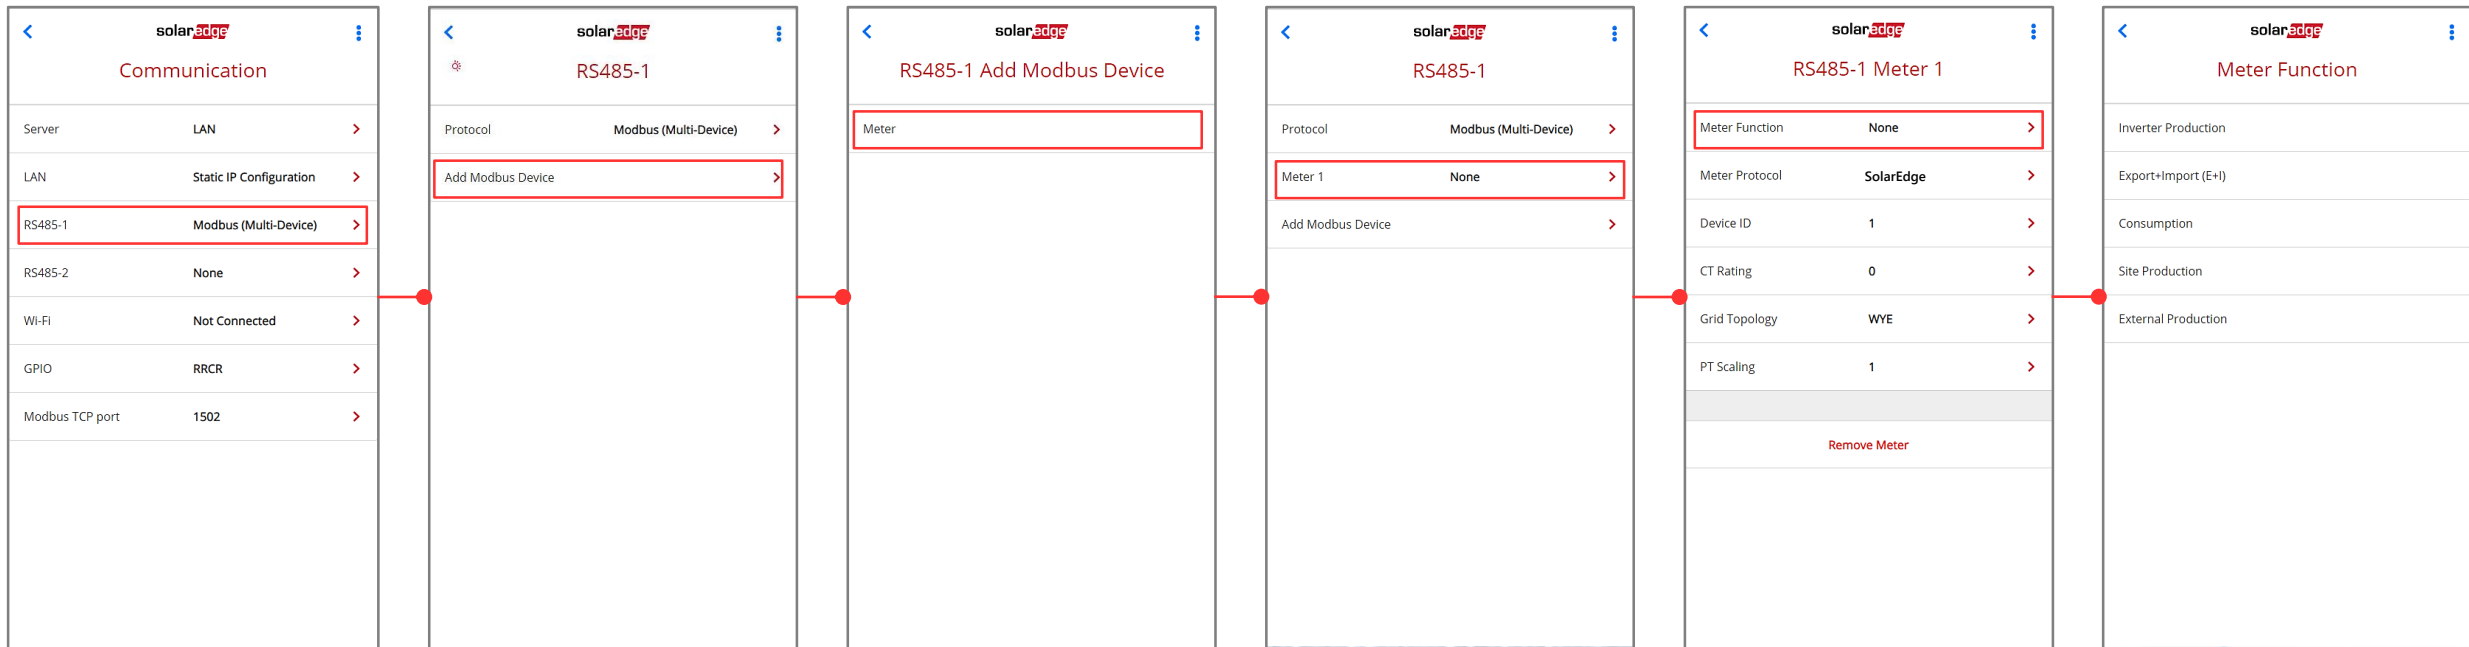 solaredge
Communication
Server LAN
LAN Static IP Configuration
RS485-1 Modbus (Multi-Device)
RS485-2 None
Wi-Fi Not Connected
GPIO RRCR
Modbus TCP port 1502
solaredge
RS485-1
Protocol Modbus (Multi-Device)
Add Modbus Device
solaredge
RS485-1 Add Modbus Device
Meter
solaredge
RS485-1
Protocol Modbus (Multi-Device)
Meter 1 None
Add Modbus Device
solaredge
RS485-1 Meter 1
Meter Function None
Meter Protocol SolarEdge
Device ID 1
CT Rating 0
Grid Topology WYE
PT Scaling 1
Remove Meter
solaredge
Meter Function
Inverter Production
Export+Import (E+I)
Consumption
Site Production
External Production